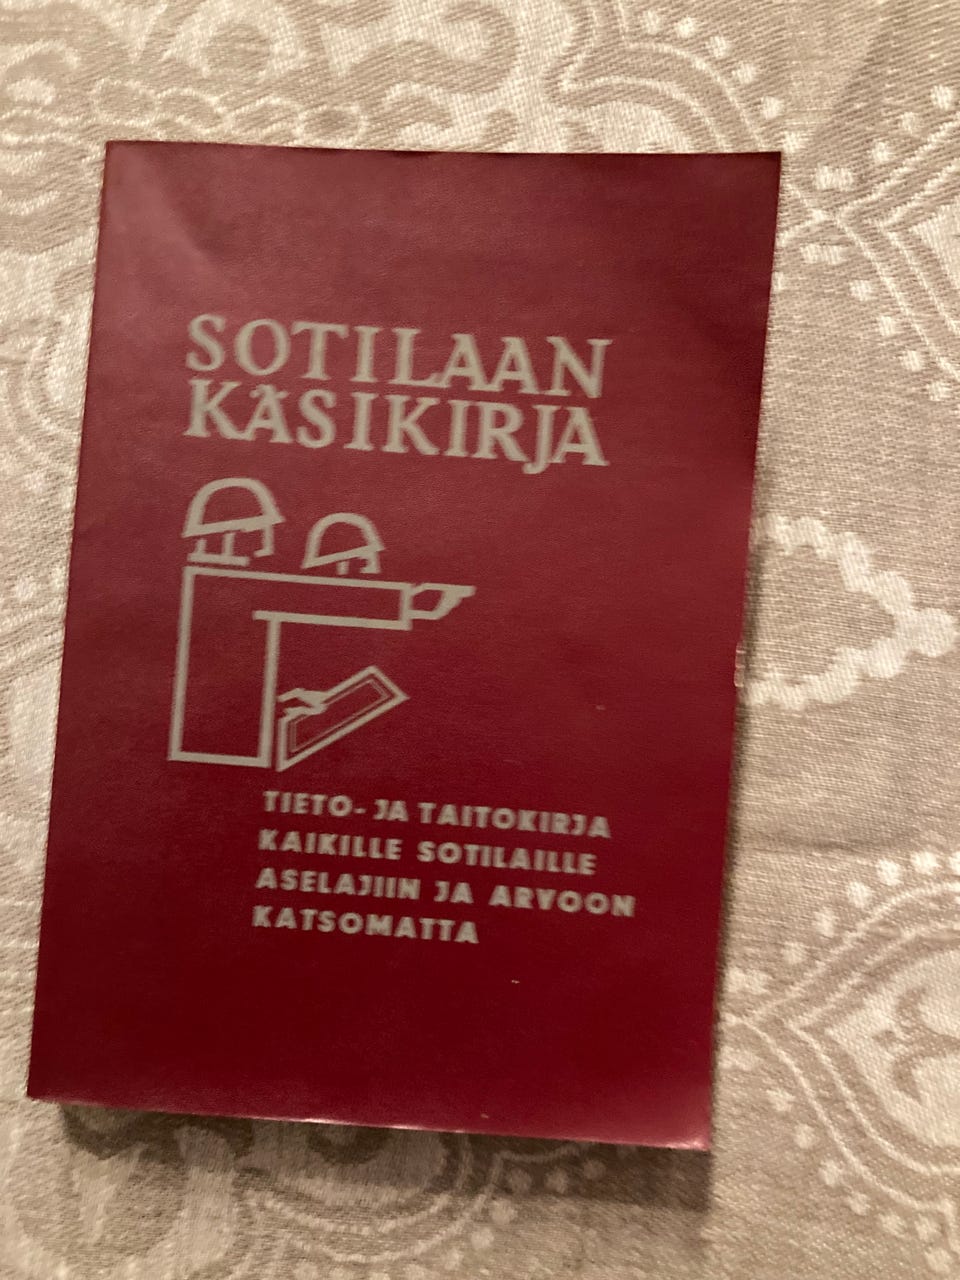 SOTILAAN
KÄSIKIRJA
TIETO- JA TAITOKIRJA
KAIKILLE SOTILAILLE
ASELAJIIN JA ARVOON
KATSOMATTA